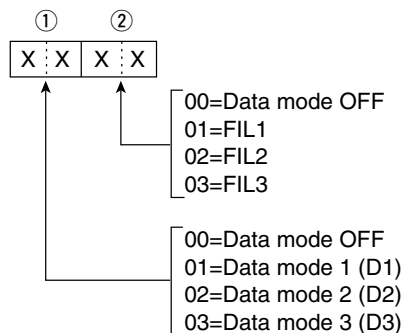 ① ②
X X X X
00=Data mode OFF
01=FIL1
02=FIL2
03=FIL3
00=Data mode OFF
01=Data mode 1 (D1)
02=Data mode 2 (D2)
03=Data mode 3 (D3)